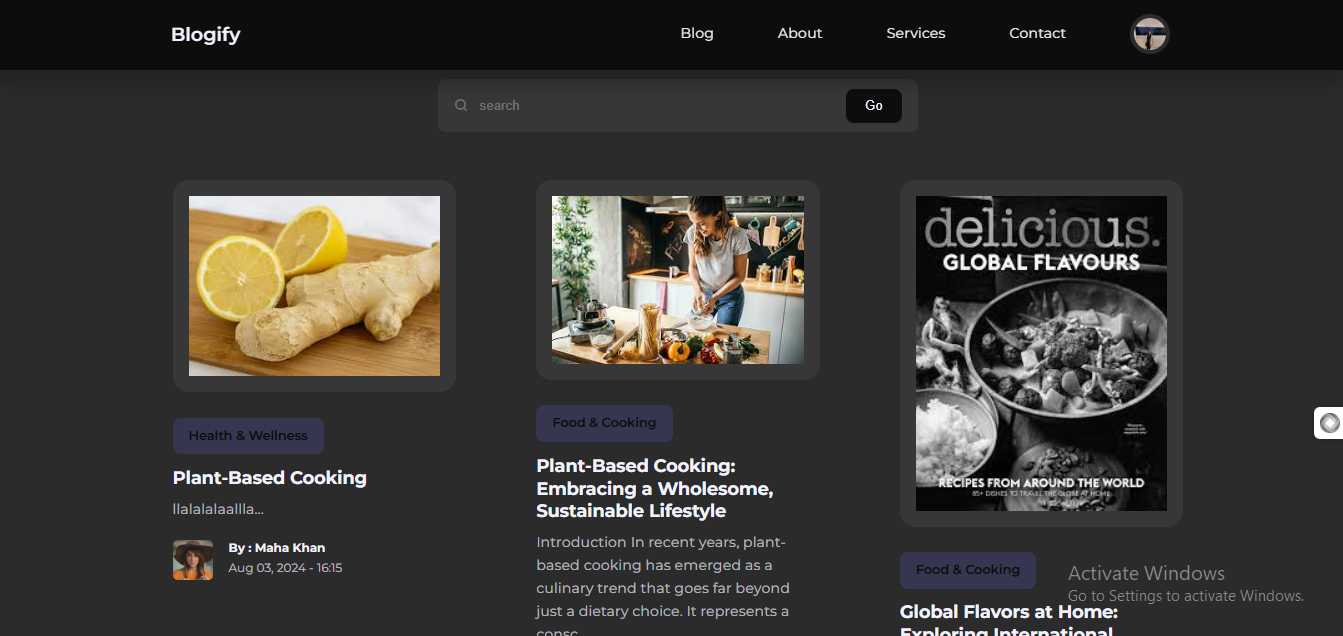 Blogify
Blog
About
Services
Contact
search
Go
Health & Wellness
Plant-Based Cooking
llalalalaallla...
By : Maha Khan
Aug 03, 2024 - 16:15
Food & Cooking
Plant-Based Cooking:
Embracing a Wholesome,
Sustainable Lifestyle
Introduction In recent years, plant-
based cooking has emerged as a
culinary trend that goes far beyond
just a dietary choice. It represents a
consc
delicious.
GLOBAL FLAVOURS
RECIPES FROM AROUND THE WORLD
85+ DISHES TO TRAVEL THE GLOBE AT HOME
Food & Cooking
Global Flavors at Home:
Exploring International
Activate Windows
Go to Settings to activate Windows.